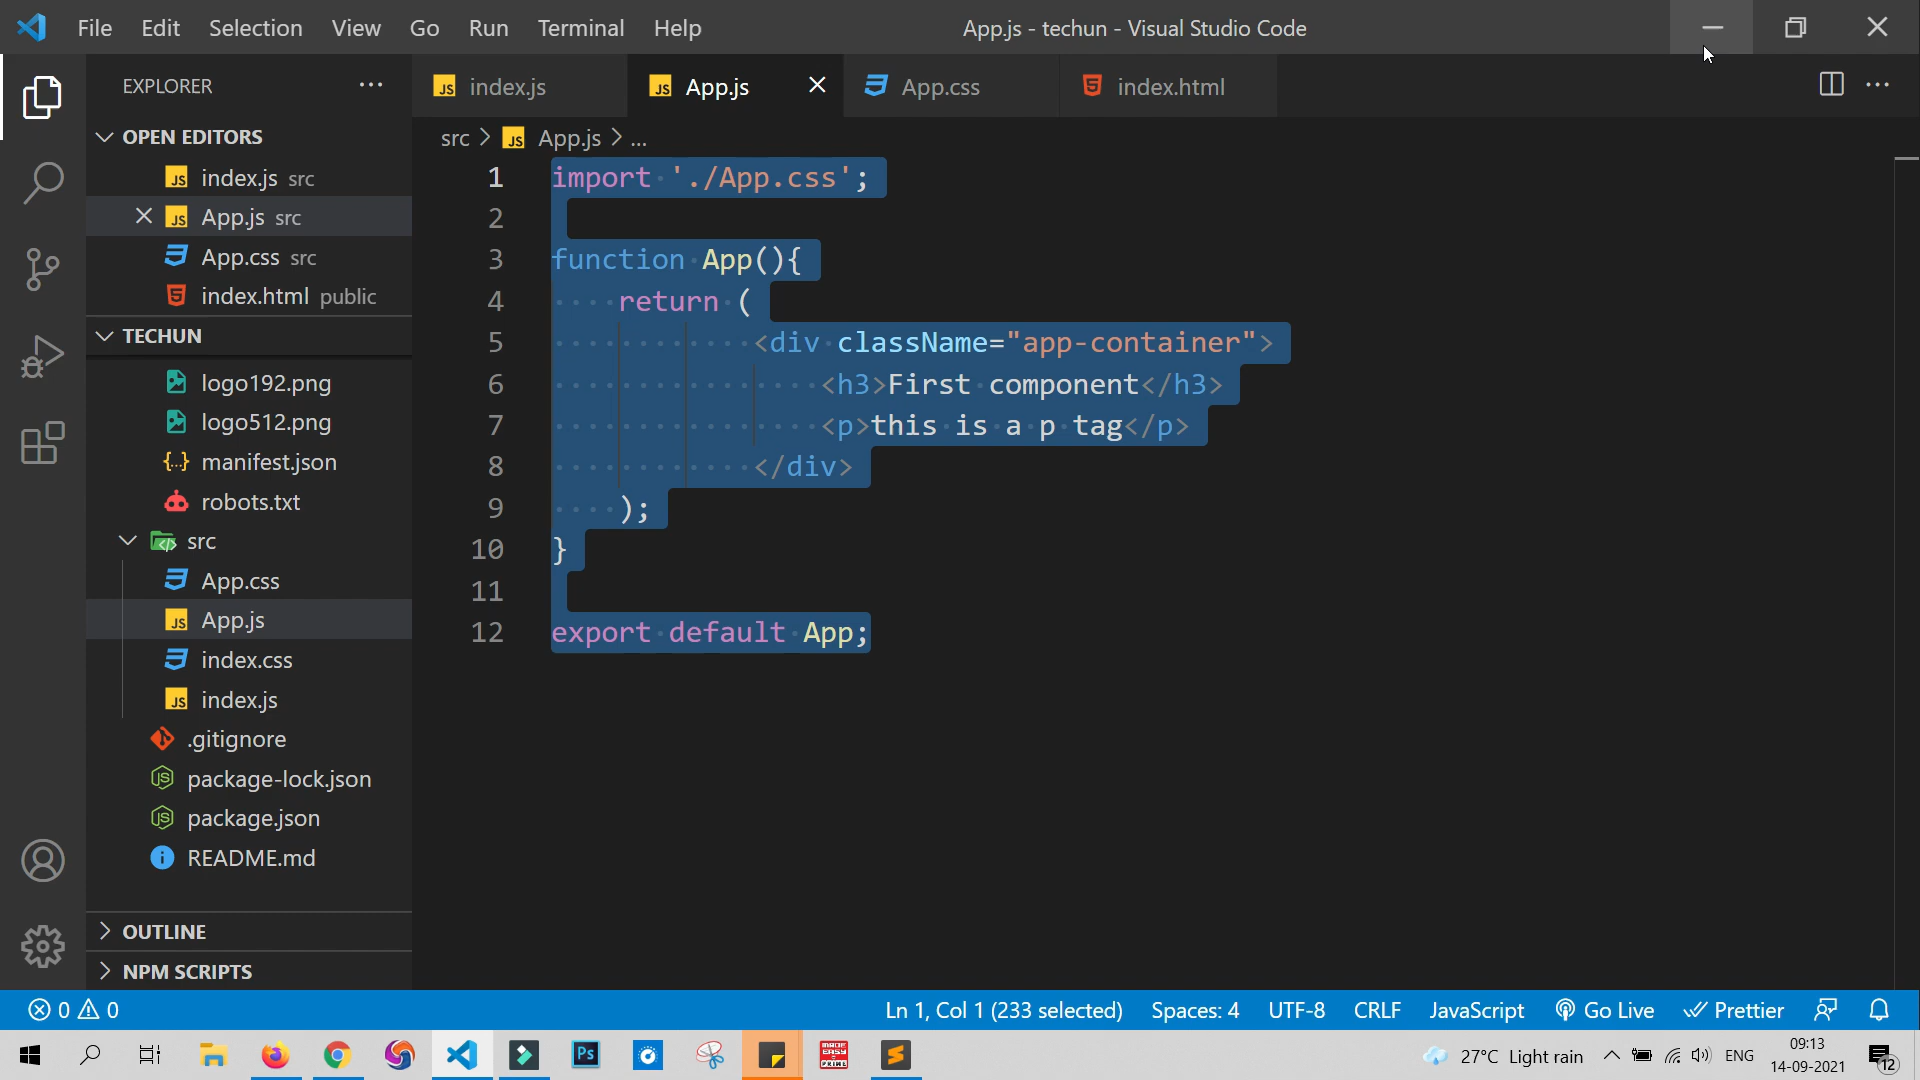 File Edit Selection View Go Run Terminal Help App.js - techun - Visual Studio Code
EXPLORER
index.js App.js App.css index.html
OPEN EDITORS
index.js src
App.js src
App.css src
index.html public
TECHUN
logo192.png
logo512.png
manifest.json
robots.txt
src
App.css
App.js
index.css
index.js
.gitignore
package-lock.json
package.json
README.md
OUTLINE
NPM SCRIPTS
src > JS App.js > ...
1 import './App.css';
2
3 function App(){
4 return (
5 <div className="app-container">
6 <h3>First component</h3>
7 <p>this is a p tag</p>
8 </div>
9 );
10 }
11
12 export default App;
0 0 Ln 1, Col 1 (233 selected) Spaces: 4 UTF-8 CRLF JavaScript Go Live Prettier
Ps
MADE EASY PRIME
27°C Light rain ENG
09:13
14-09-2021
12